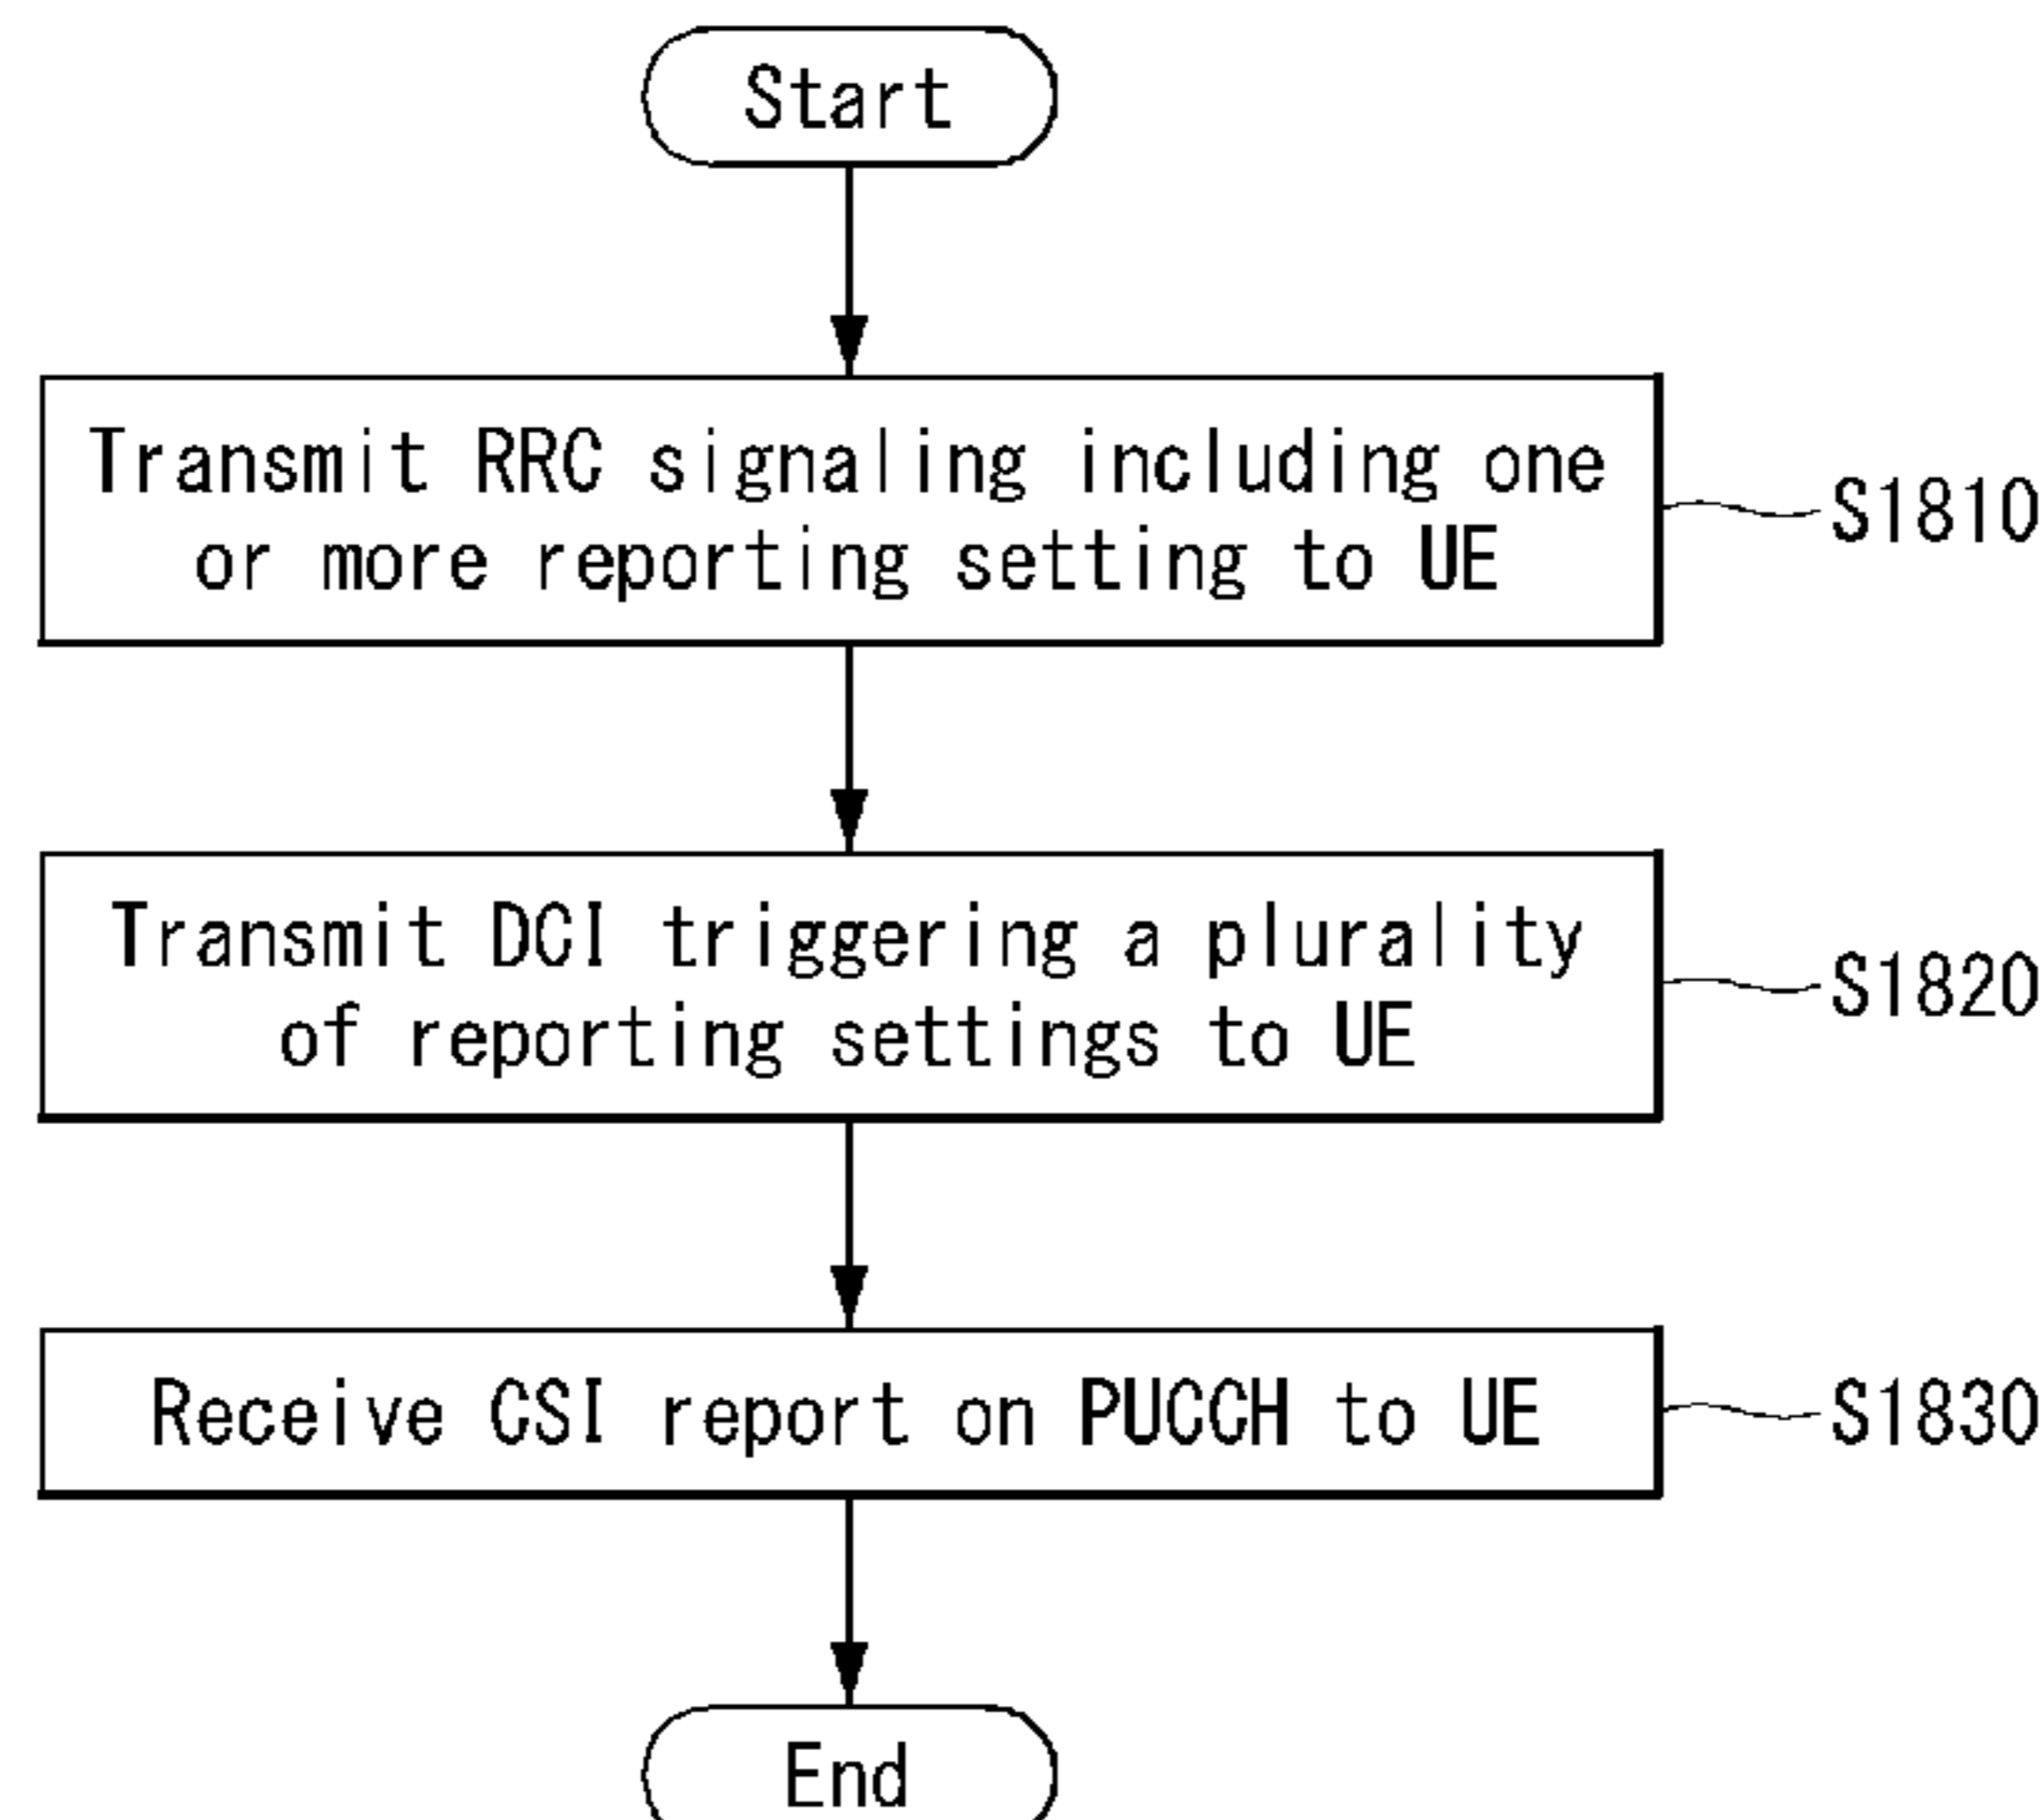 Start
Transmit RRC signaling including one
or more reporting setting to UE
S1810
Transmit DCI triggering a plurality
of reporting settings to UE
S1820
Receive CSI report on PUCCH to UE
S1830
End